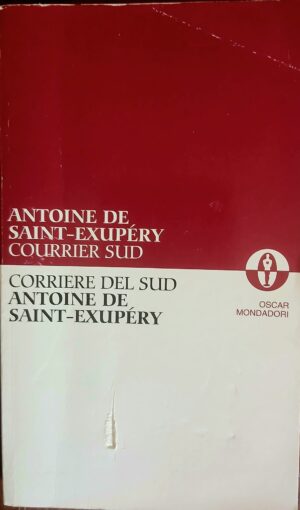 ANTOINE DE
SAINT-EXUPÉRY
COURRIER SUD
CORRIERE DEL SUD
ANTOINE DE
SAINT-EXUPÉRY
OSCAR
MONDADORI